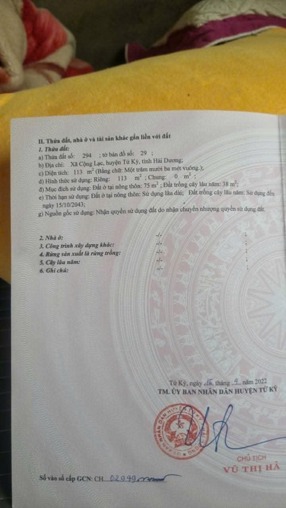 II. Thửa đất, nhà ở và tài sản khác gắn liền với đất
1. Thửa đất:
a) Thửa đất số: 294 ; tờ bản đồ số: 29 ;
b) Địa chỉ: Xã Cộng Lạc, huyện Tứ Kỳ, tỉnh Hải Dương;
c) Diện tích: 113 m² (Bằng chữ: Một trăm mười ba mét vuông.);
d) Hình thức sử dụng: Riêng: 113 m²; Chung: 0 m² ;
đ) Mục đích sử dụng: Đất ở tại nông thôn: 75 m²; Đất trồng cây lâu năm: 38 m²;
e) Thời hạn sử dụng: Đất ở tại nông thôn: Sử dụng lâu dài; Đất trồng cây lâu năm: Sử dụng đến
ngày 15/10/2043;
g) Nguồn gốc sử dụng: Nhận quyền sử dụng đất do nhận chuyển nhượng quyền sử dụng đất.
2. Nhà ở: -/-
3. Công trình xây dựng khác: -/-
4. Rừng sản xuất là rừng trồng: -/-
5. Cây lâu năm: -/-
6. Ghi chú: -/-
Tứ Kỳ, ngày tháng năm 2022
TM. ỦY BAN NHÂN DÂN HUYỆN TỨ KỲ
CHỦ TỊCH
VŨ THỊ HÀ
Số vào sổ cấp GCN: CH